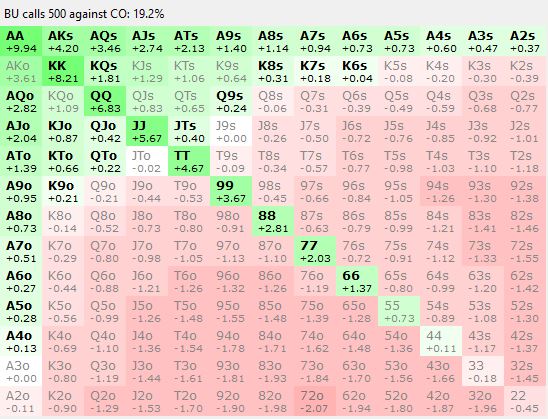 BU calls 500 against CO: 19.2%
AA AKs AQs AJs ATs A9s A8s A7s A6s A5s A4s A3s A2s
+9.94 +4.20 +3.46 +2.74 +2.13 +1.40 +1.14 +0.94 +0.73 +0.73 +0.60 +0.47 +0.37
AKo KK KQs KJs KTs K9s K8s K7s K6s K5s K4s K3s K2s
+3.61 +8.21 +1.81 +1.29 +1.06 +0.64 +0.31 +0.18 +0.04 -0.08 -0.20 -0.30 -0.39
AQo KQo QQ QJs QTs Q9s Q8s Q7s Q6s Q5s Q4s Q3s Q2s
+2.82 +1.09 +6.83 +0.83 +0.65 +0.24 -0.06 -0.31 -0.39 -0.49 -0.59 -0.68 -0.77
AJo KJo QJo JJ JTs J9s J8s J7s J6s J5s J4s J3s J2s
+2.04 +0.87 +0.42 +5.67 +0.40 +0.00 -0.26 -0.50 -0.72 -0.76 -0.85 -0.92 -1.01
ATo KTo QTo JTo TT T9s T8s T7s T6s T5s T4s T3s T2s
+1.39 +0.66 +0.22 -0.02 +4.67 -0.09 -0.34 -0.57 -0.77 -0.98 -1.03 -1.10 -1.18
A9o K9o Q9o J9o T9o 99 98s 97s 96s 95s 94s 93s 92s
+0.95 +0.21 -0.21 -0.44 -0.53 +3.67 -0.45 -0.66 -0.84 -1.05 -1.26 -1.30 -1.38
A8o K8o Q8o J8o T8o 98o 88 87s 86s 85s 84s 83s 82s
+0.73 -0.14 -0.52 -0.73 -0.80 -0.91 +2.81 -0.63 -0.79 -0.99 -1.21 -1.41 -1.46
A7o K7o Q7o J7o T7o 97o 87o 77 76s 75s 74s 73s 72s
+0.51 -0.29 -0.80 -0.98 -1.05 -1.13 -1.10 +2.03 -0.72 -0.91 -1.12 -1.33 -1.55
A6o K6o Q6o J6o T6o 96o 86o 76o 66 65s 64s 63s 62s
+0.27 -0.44 -0.88 -1.21 -1.26 -1.32 -1.26 -1.19 +1.37 -0.80 -0.99 -1.20 -1.42
A5o K5o Q5o J5o T5o 95o 85o 75o 65o 55 54s 53s 52s
+0.28 -0.56 -0.99 -1.26 -1.48 -1.55 -1.48 -1.39 -1.28 +0.73 -0.89 -1.08 -1.30
A4o K4o Q4o J4o T4o 94o 84o 74o 64o 54o 44 43s 42s
+0.13 -0.69 -1.10 -1.36 -1.54 -1.78 -1.71 -1.62 -1.48 -1.36 +0.11 -1.17 -1.37
A3o K3o Q3o J3o T3o 93o 83o 73o 63o 53o 43o 33 32s
+0.00 -0.80 -1.19 -1.44 -1.61 -1.81 -1.93 -1.84 -1.70 -1.56 -1.66 -0.18 -1.45
A2o K2o Q2o J2o T2o 92o 82o 72o 62o 52o 42o 32o 22
-0.11 -0.90 -1.29 -1.53 -1.70 -1.90 -1.98 -2.07 -1.94 -1.80 -1.87 -1.96 -0.45